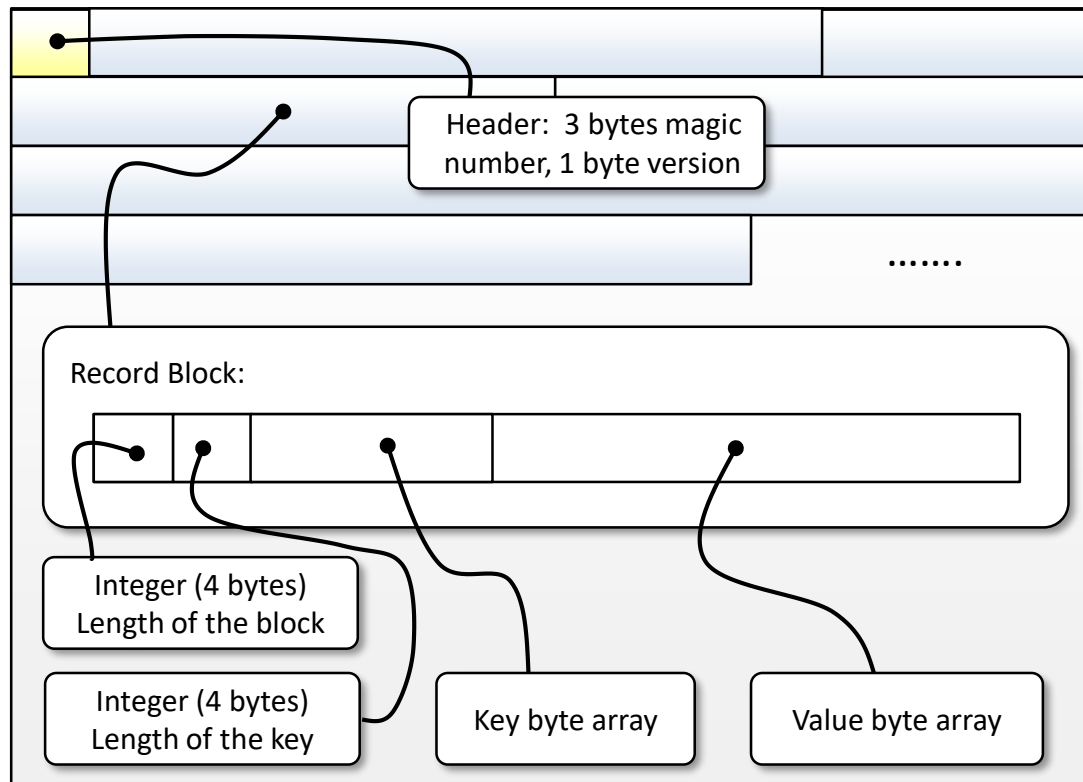 Header:  3 bytes magic
number, 1 byte version
.......
Record Block:
Integer (4 bytes)
Length of the block
Integer (4 bytes)
Length of the key
Key byte array
Value byte array